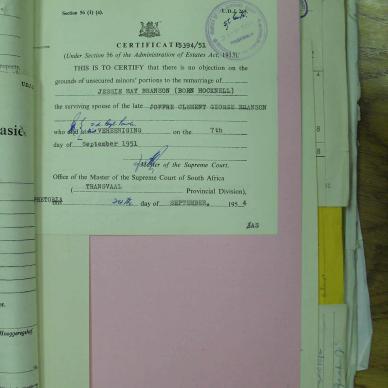 Section 56 (1) (a).
U.D.J. 268.
CERTIFICATE 5394/51
(Under Section 56 of the Administration of Estates Act, 1913).
THIS IS TO CERTIFY that there is no objection on the
grounds of unsecured minors' portions to the remarriage of
JESSIE MAY BRANSON (BORN HOCKNELL)
the surviving spouse of the late JOFFRE CLEMENT GEORGE BRANSON
who died at VEREENIGING on the 7th
day of September 1951
Master of the Supreme Court.
Office of the Master of the Supreme Court of South Africa
( TRANSVAAL Provincial Division),
PRETORIA 24th day of SEPTEMBER. 1954